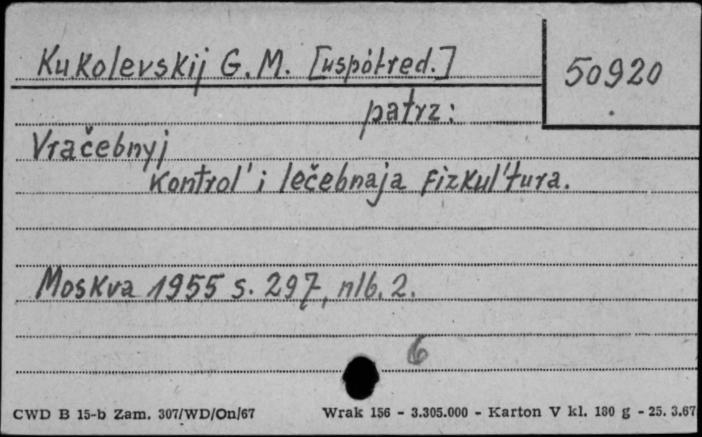 Kukolevskij G.M. [uspółred.]
50920
patrz:
Vračebnyj
Kontrol' i lečebnaja fizkul'tura.
Moskva 1955 s. 297, nlb. 2.
6
CWD B 15-b Zam. 307/WD/On/67 Wrak 156 - 3.305.000 - Karton V kl. 180 g - 25. 3.67